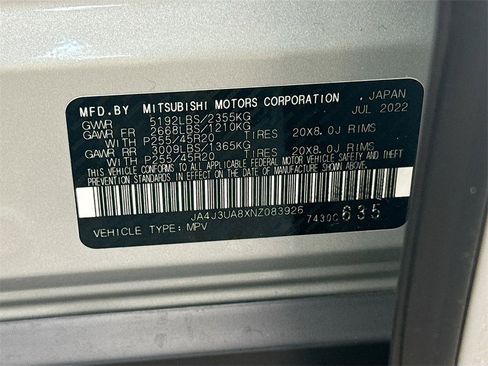 MFD.BY MITSUBISHI MOTORS CORPORATION , JAPAN
GVWR 5192LBS/2355KG JUL 2022
GAWR FR 2668LBS/1210KG
WITH P255/45R20 TIRES 20X8.0J RIMS
GAWR RR 3009LBS/1365KG
WITH P255/45R20 TIRES 20X8.0J RIMS
THIS VEHICLE CONFORMS TO ALL APPLICABLE FEDERAL MOTOR VEHICLE SAFETY AND THEFT
PREVENTION STANDARDS IN EFFECT ON THE DATE OF MANUFACTURE SHOWN ABOVE.
JA4J3UA8XNZ083926 7430C 635
VEHICLE TYPE: MPV